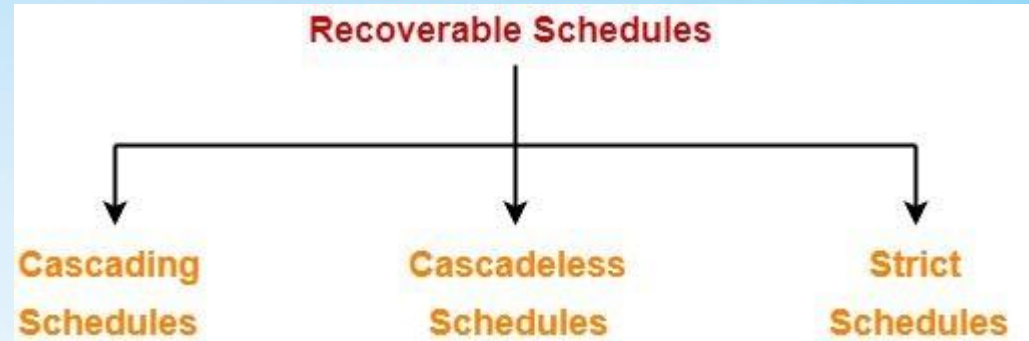 Recoverable Schedules
Cascading
Schedules
Cascadeless
Schedules
Strict
Schedules